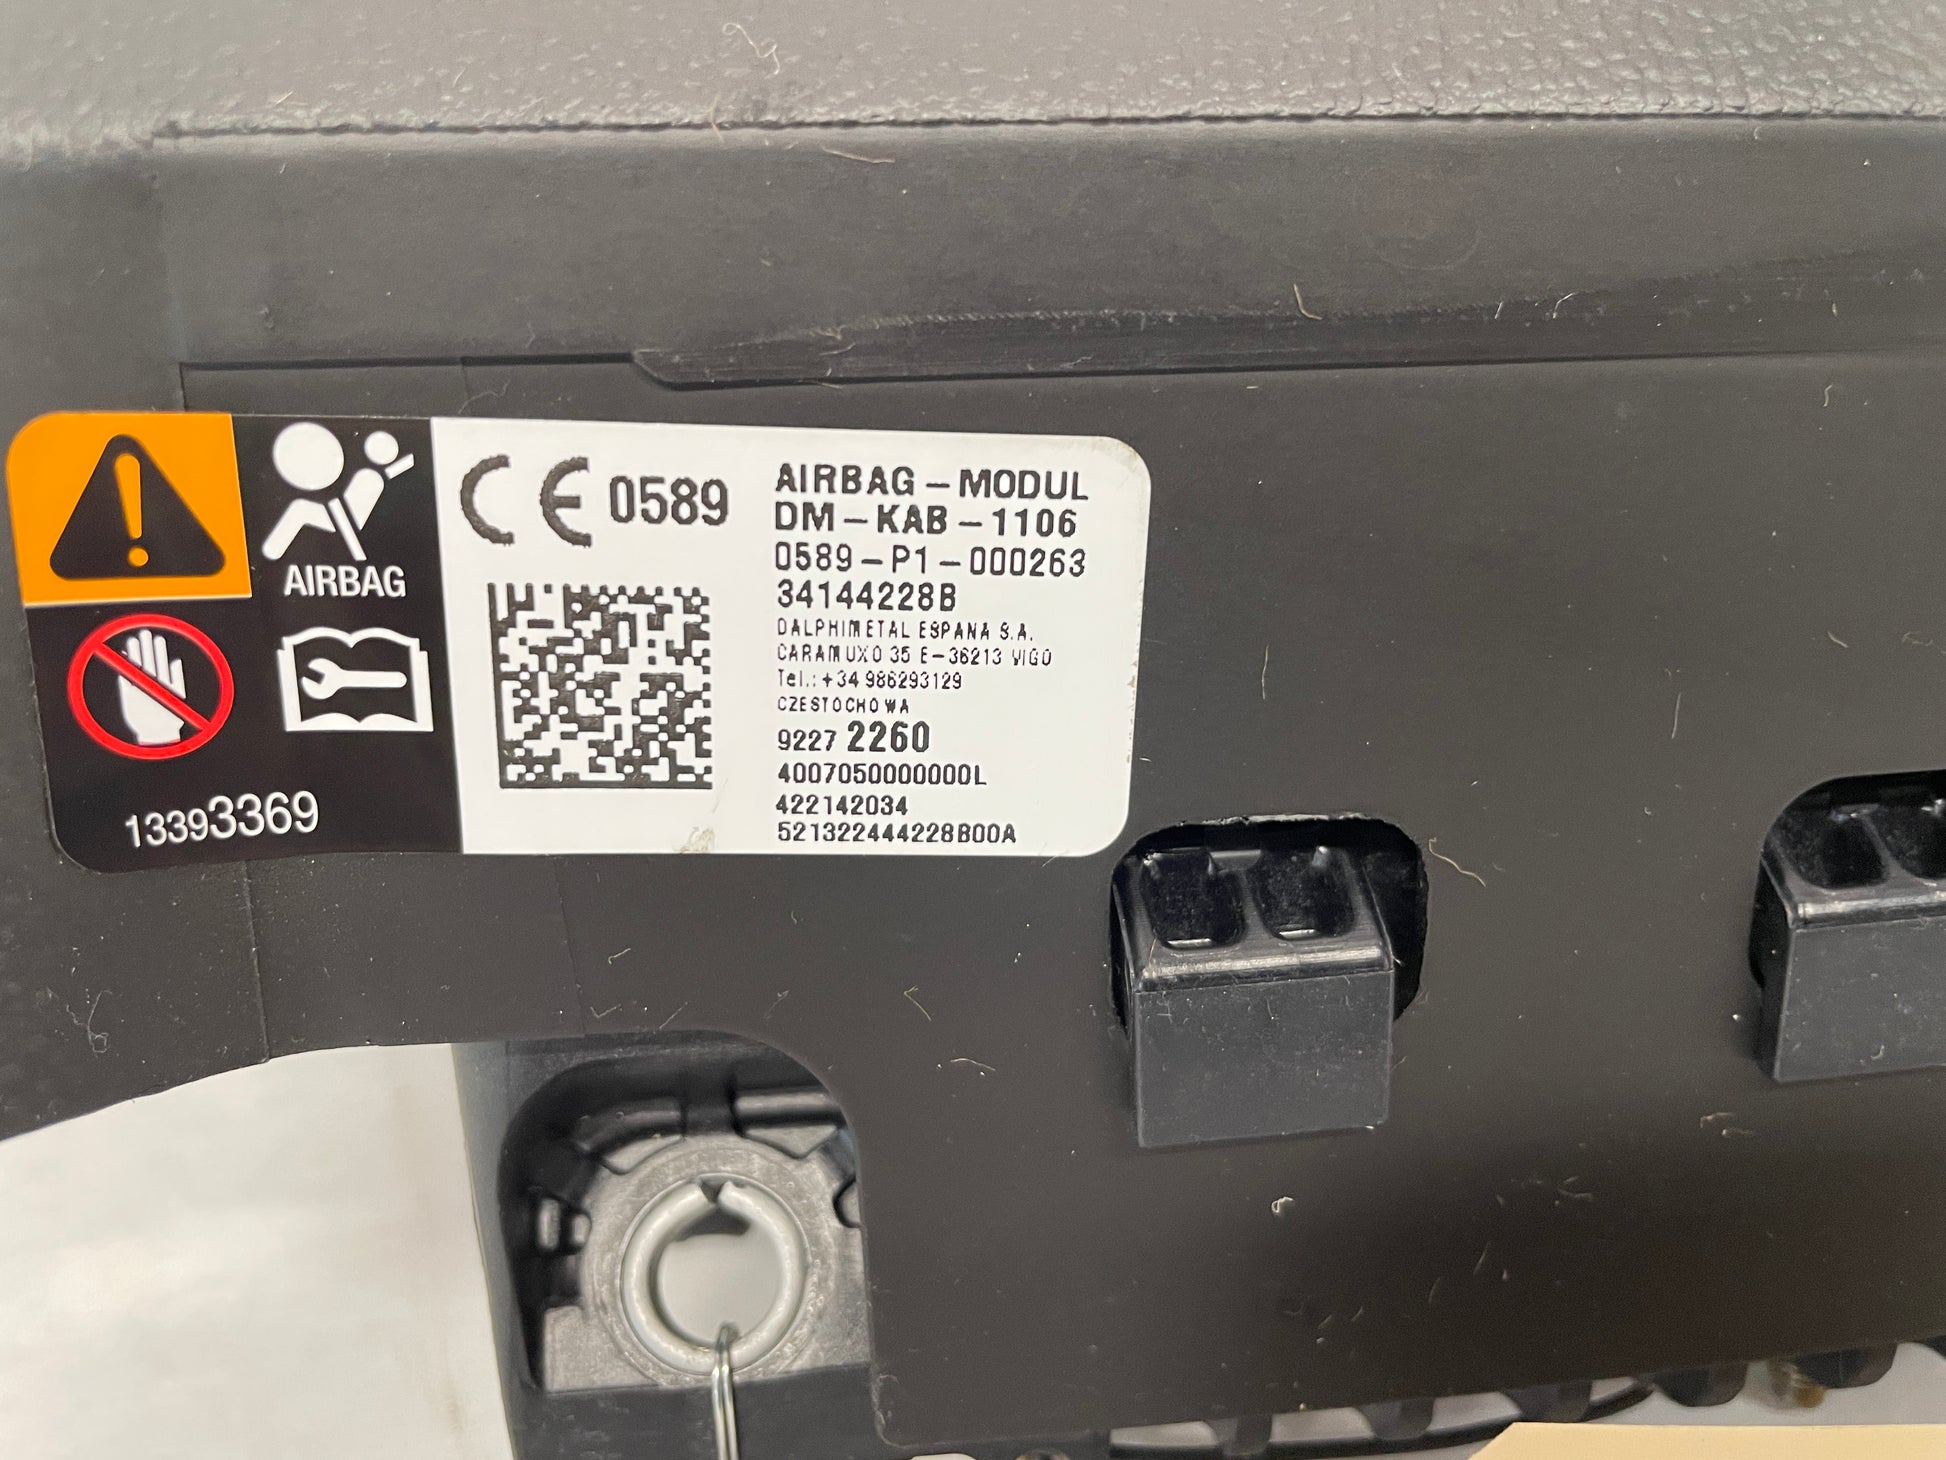 AIRBAG
13393369
CE 0589
AIRBAG-MODUL
DM-KAB-1106
0589-P1-000263
34144228B
DALPHIMETAL ESPANA S.A.
CARAMUXO 35 E-36213 VIGO
Tel.: +34 986293129
CZESTOCHOWA
9227 2260
4007050000000L
422142034
521322444228B00A